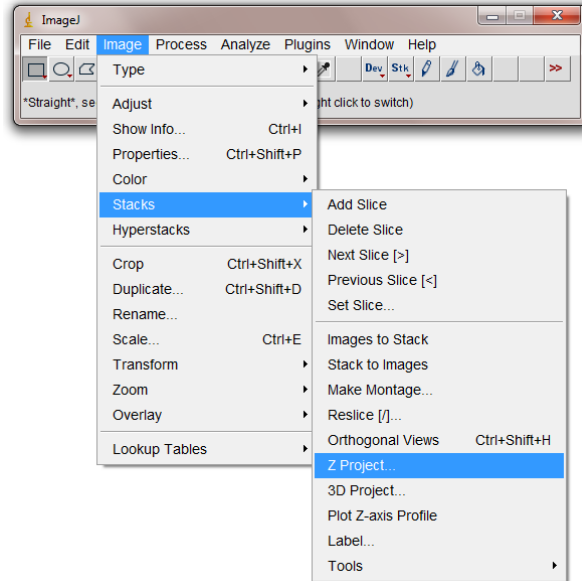 ImageJ
File Edit Image Process Analyze Plugins Window Help
Dev Stk >>
*Straight*, se
ht click to switch)
Type
Adjust
Show Info... Ctrl+I
Properties... Ctrl+Shift+P
Color
Stacks
Hyperstacks
Crop Ctrl+Shift+X
Duplicate... Ctrl+Shift+D
Rename...
Scale... Ctrl+E
Transform
Zoom
Overlay
Lookup Tables
Add Slice
Delete Slice
Next Slice [>]
Previous Slice [<]
Set Slice...
Images to Stack
Stack to Images
Make Montage...
Reslice [/]...
Orthogonal Views Ctrl+Shift+H
Z Project...
3D Project...
Plot Z-axis Profile
Label...
Tools